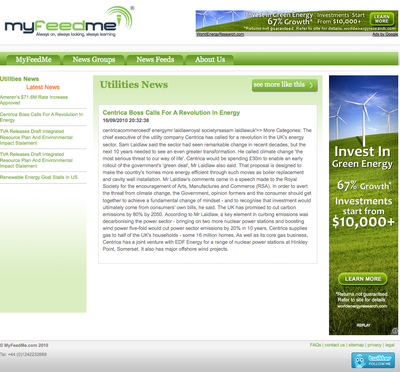 myfeedme
Always on, always looking, always learning
Invest In Green Energy
67% Growth*
Investments Start
From $10,000+
*Returns not guaranteed. Refer to site for details. worldenergyresearch.com
LEARN MORE
WorldEnergyResearch.com
Ads by Google
MyFeedMe
News Groups
News Feeds
About Us
Utilities News
Latest News
Ameren's $71.6M Rate Increase
Approved
Centrica Boss Calls For A Revolution In
Energy
TVA Releases Draft Integrated
Resource Plan And Environmental
Impact Statement
TVA Releases Draft Integrated
Resource Plan And Environmental
Impact Statement
Renewable Energy Goal Stalls In US
Utilities News
see more like this
Centrica Boss Calls For A Revolution In Energy
16/09/2010 20:32:38
More Categories: The
chief executive of the utility company Centrica has called for a revolution in the UK's energy
sector. Sam Laidlaw said the sector had seen remarkable change in recent decades, but the
next 10 years needed to see an even greater transformation. He called climate change 'the
most serious threat to our way of life'. Centrica would be spending £30m to enable an early
rollout of the government's 'green deal', Mr Laidlaw also said. That proposal is designed to
make the country's homes more energy efficient through such moves as boiler replacement
and cavity wall installation. Mr Laidlaw's comments came in a speech made to the Royal
Society for the encouragement of Arts, Manufactures and Commerce (RSA). In order to avert
the threat from climate change, the Government, opinion formers and the consumer should get
together to achieve a fundamental change of mindset - and to recognise that investment would
ultimately come from consumers' own bills, he said. The UK has promised to cut carbon
emissions by 80% by 2050. According to Mr Laidlaw, a key element in curbing emissions was
decarbonising the power sector - bringing on two more nuclear power stations and boosting
wind power five-fold would cut power sector emissions by 20% in 10 years. Centrica supplies
gas to half of the UK's households - some 16 million homes. As well as its core gas business,
Centrica has a joint venture with EDF Energy for a range of nuclear power stations at Hinkley
Point, Somerset. It also has major offshore wind projects.
Invest In
Green Energy
67% Growth*
Investments
start from
$10,000+
LEARN MORE
*Returns not guaranteed.
Refer to site for details
worldenergyresearch.com
REPLAY
© MyFeedMe.com 2010
Tel: +44 (0)1242232669
FAQs | contact us | sitemap | privacy | legal
twitter
FOLLOW ME